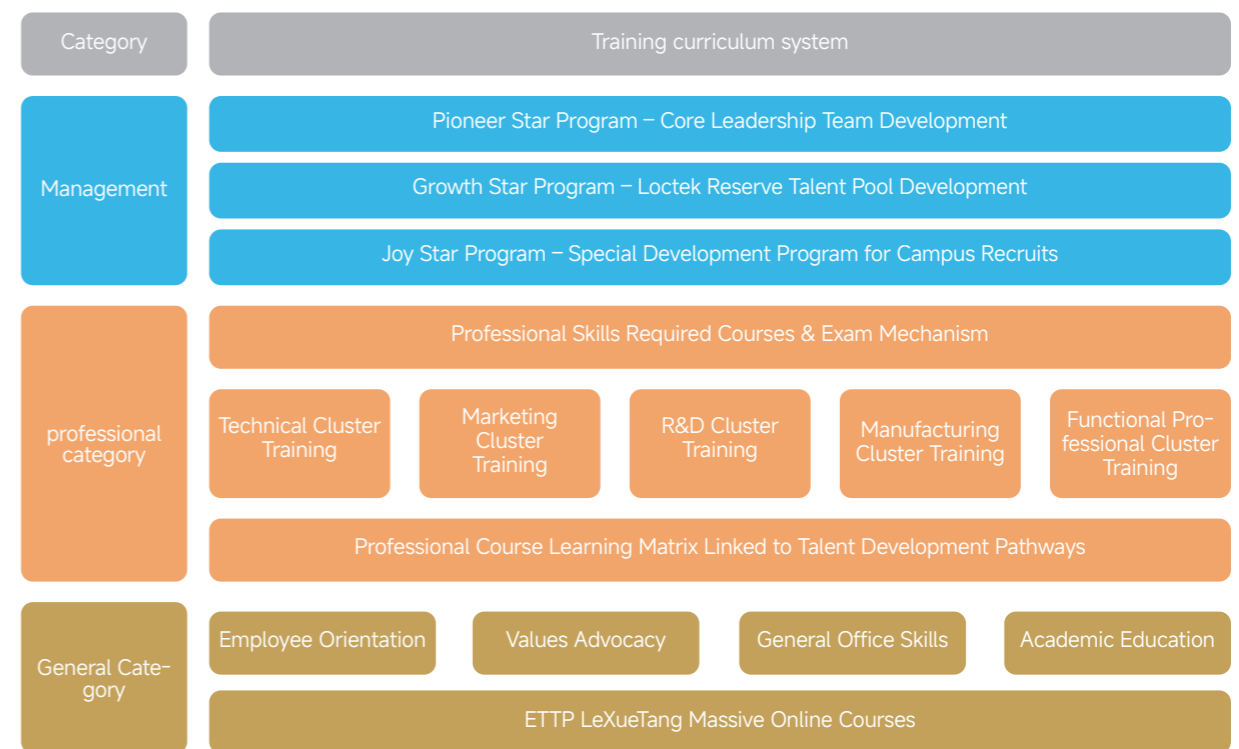 Category
Training curriculum system
Management
Pioneer Star Program – Core Leadership Team Development
Growth Star Program – Loctek Reserve Talent Pool Development
Joy Star Program – Special Development Program for Campus Recruits
professional
category
Professional Skills Required Courses & Exam Mechanism
Technical Cluster
Training
Marketing
Cluster
Training
R&D Cluster
Training
Manufacturing
Cluster Training
Functional Pro-
fessional Cluster
Training
Professional Course Learning Matrix Linked to Talent Development Pathways
General Cate-
gory
Employee Orientation
Values Advocacy
General Office Skills
Academic Education
ETTP LeXueTang Massive Online Courses